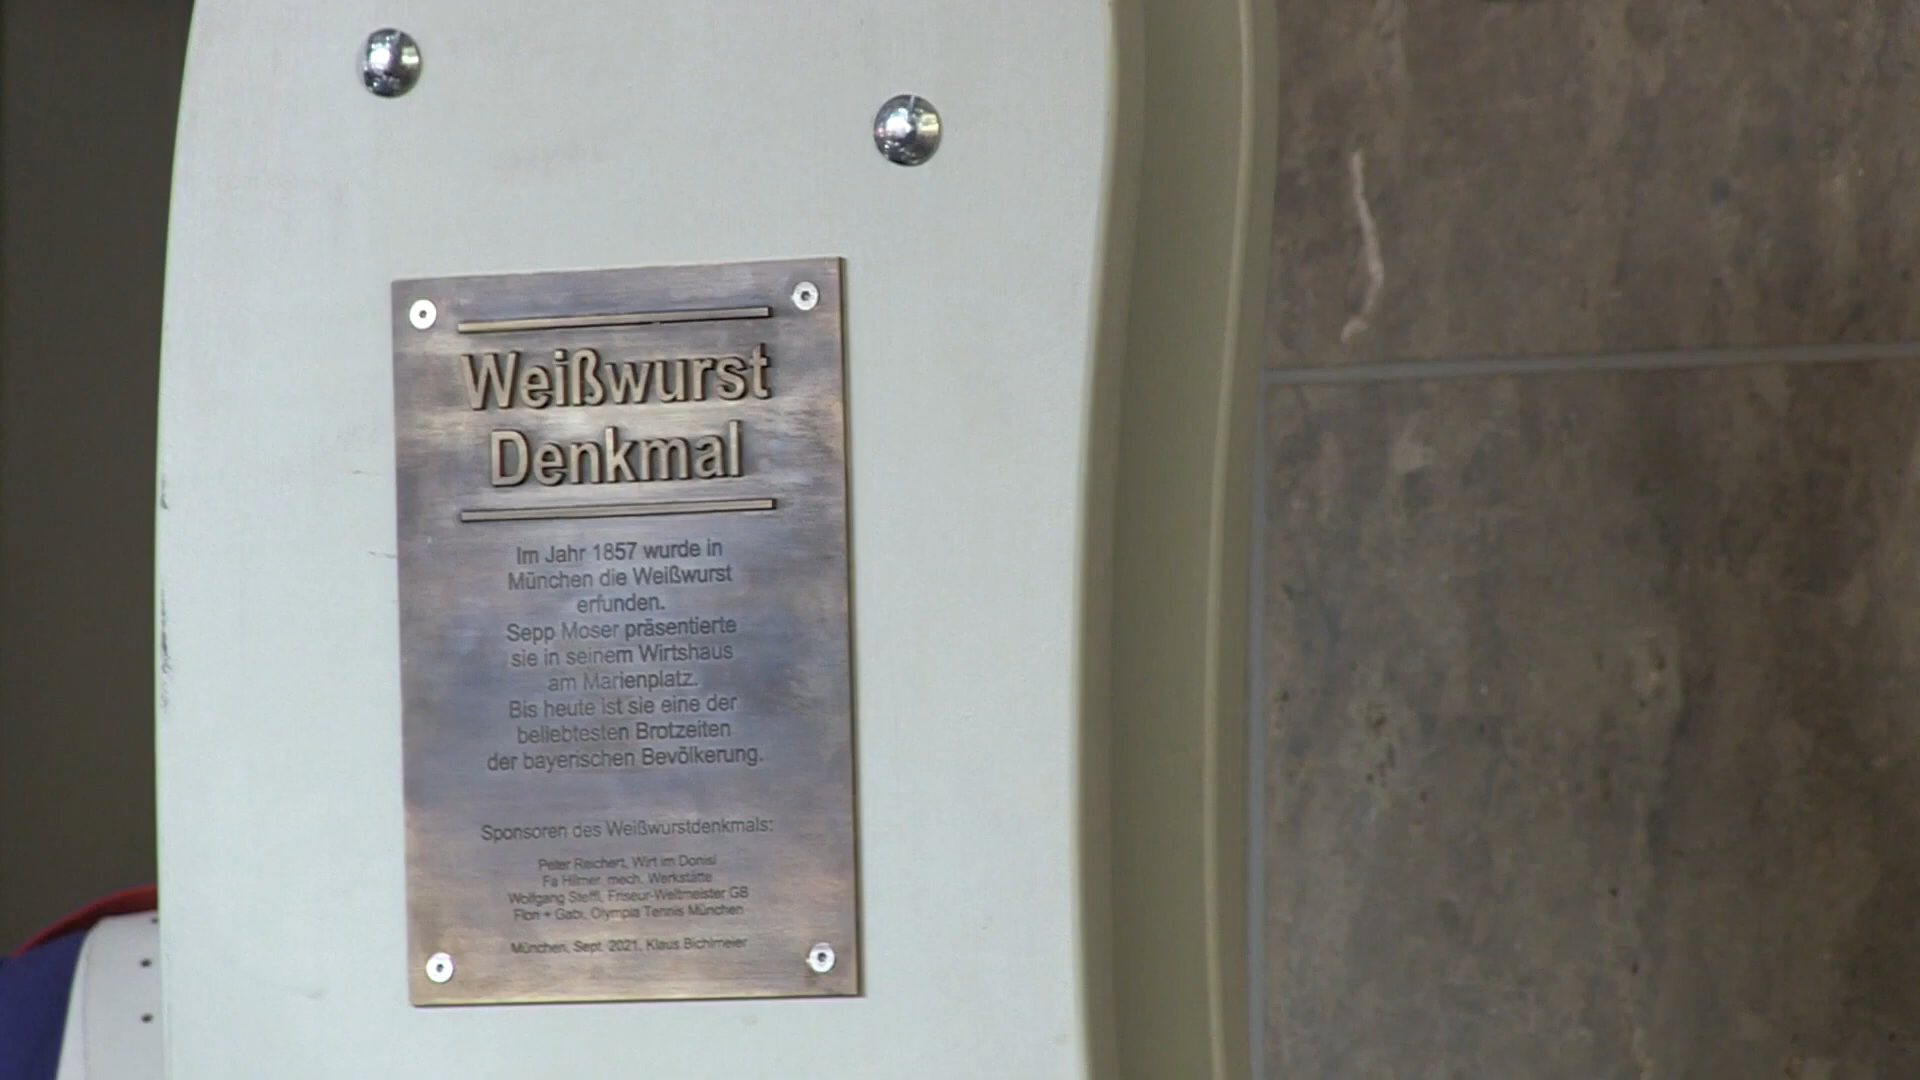 Weißwurst
Denkmal
Im Jahr 1857 wurde in
München die Weißwurst
erfunden.
Sepp Moser präsentierte
sie in seinem Wirtshaus
am Marienplatz.
Bis heute ist sie eine der
beliebtesten Brotzeiten
der bayerischen Bevölkerung.
Sponsoren des Weißwurstdenkmals:
Peter Reichert, Wirt im Donisl
Fa Hilmer, mech. Werkstätte
Wolfgang Steffl, Friseur-Weltmeister GB
Flori + Gabi, Olympia Tennis München
München, Sept. 2021, Klaus Bichlmeier